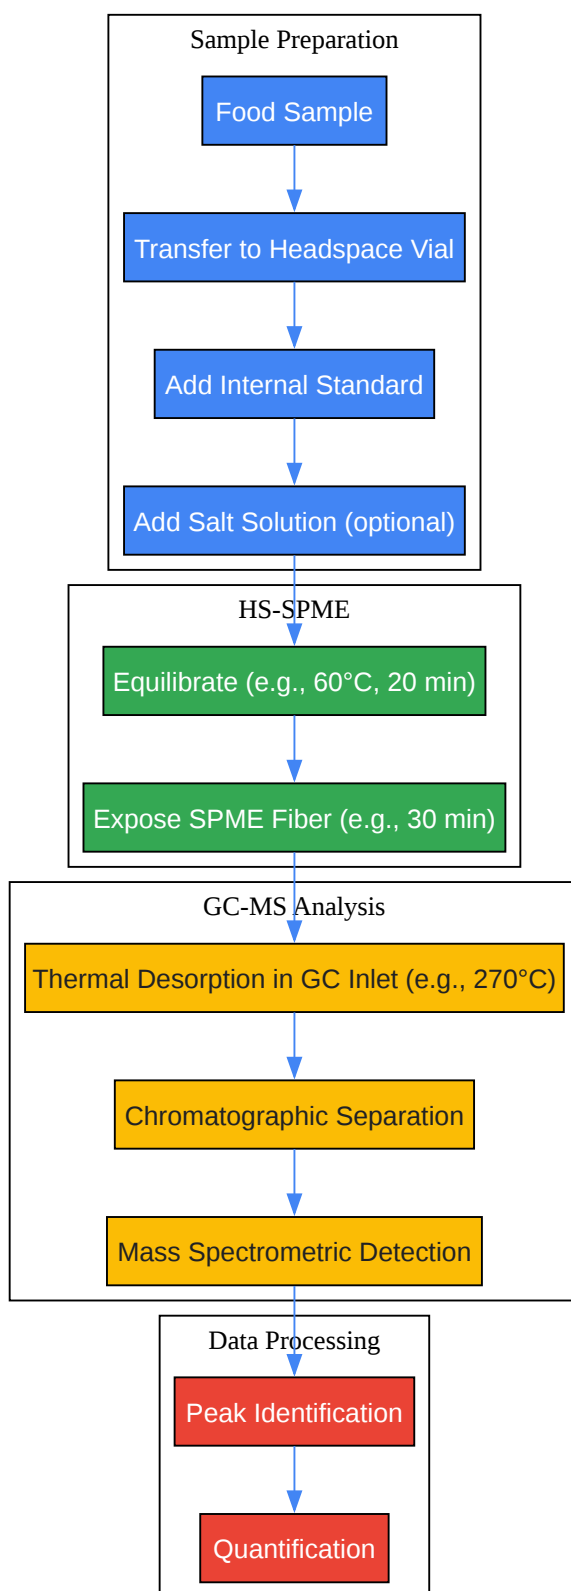 Sample Preparation
Food Sample
Transfer to Headspace Vial
Add Internal Standard
Add Salt Solution (optional)
HS-SPME
Equilibrate (e.g., 60°C, 20 min)
Expose SPME Fiber (e.g., 30 min)
GC-MS Analysis
Thermal Desorption in GC Inlet (e.g., 270°C)
Chromatographic Separation
Mass Spectrometric Detection
Data Processing
Peak Identification
Quantification